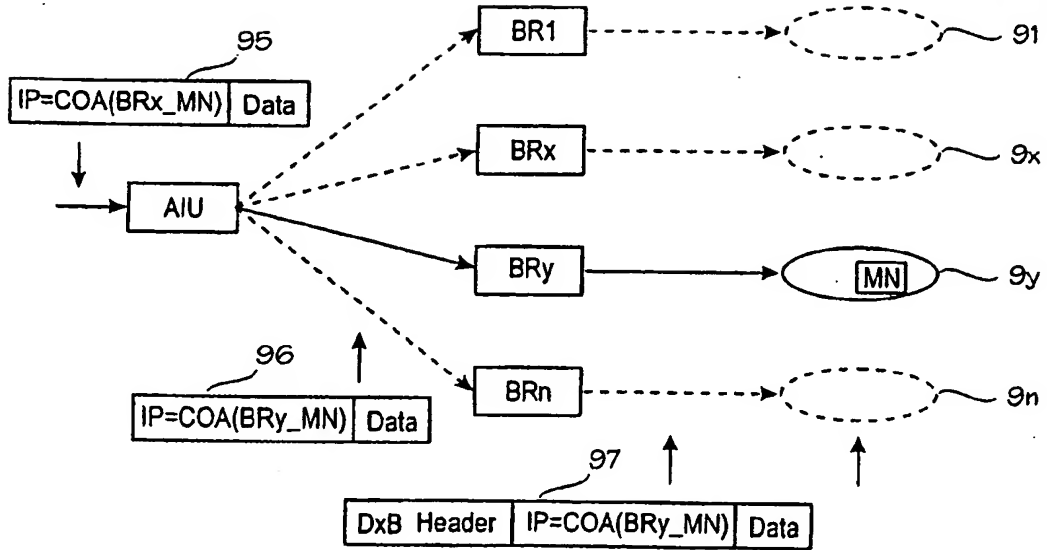 95
BR1
91
IP=COA(BRx_MN) Data
BRx
9x
AIU
BRy
MN
9y
96
IP=COA(BRy_MN) Data
BRn
9n
97
DxB Header IP=COA(BRy_MN) Data